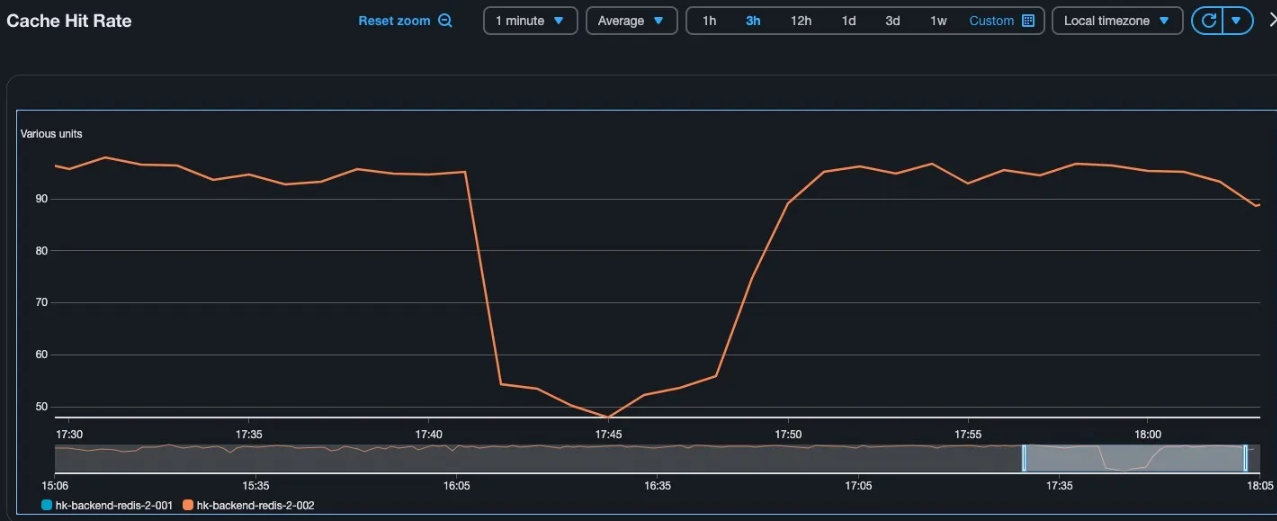 Cache Hit Rate Reset zoom 1 minute Average 1h 3h 12h 1d 3d 1w Custom Local timezone
Various units
90
80
70
60
50
17:30 17:35 17:40 17:45 17:50 17:55 18:00
15:06 15:35 16:05 16:35 17:05 17:35 18:05
hk-backend-redis-2-001 hk-backend-redis-2-002